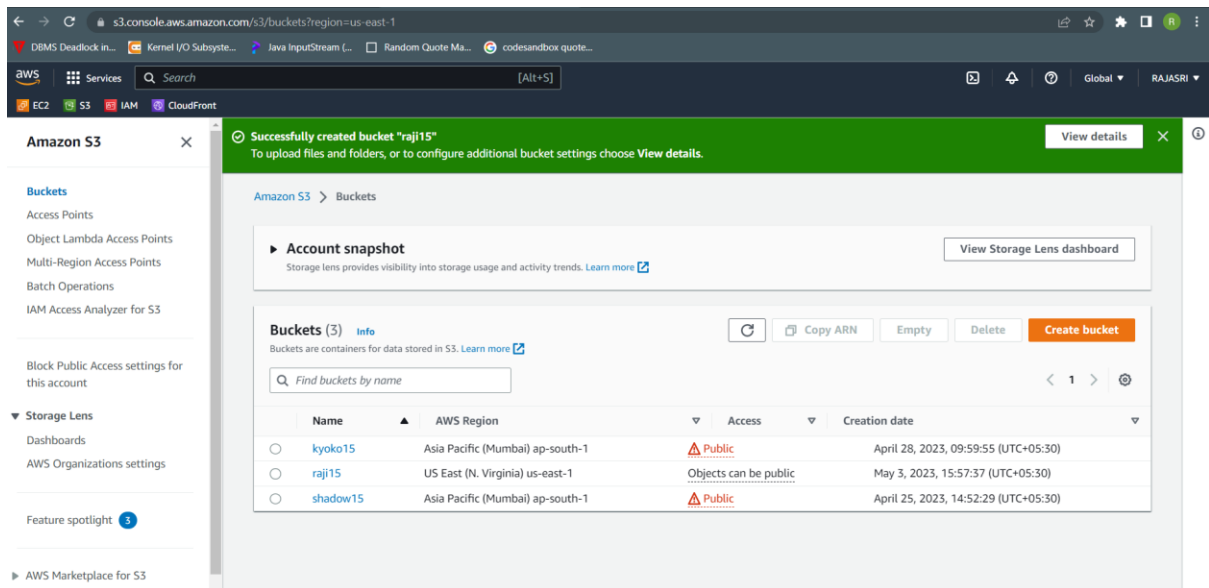 s3.console.aws.amazon.com/s3/buckets?region=us-east-1
R
DBMS Deadlock in... Kernel I/O Subsyste... Java InputStream (... Random Quote Ma... codesandbox quote...
aws Services Search [Alt+S] Global RAJASRI
EC2 S3 IAM CloudFront
Amazon S3
Buckets
Access Points
Object Lambda Access Points
Multi-Region Access Points
Batch Operations
IAM Access Analyzer for S3
Block Public Access settings for
this account
Storage Lens
Dashboards
AWS Organizations settings
Feature spotlight 3
AWS Marketplace for S3
Successfully created bucket "raji15"
To upload files and folders, or to configure additional bucket settings choose View details.
View details
Amazon S3 > Buckets
Account snapshot
Storage lens provides visibility into storage usage and activity trends. Learn more
View Storage Lens dashboard
Buckets (3) Info
Buckets are containers for data stored in S3. Learn more
Copy ARN Empty Delete Create bucket
Find buckets by name
< 1 >
Name AWS Region Access Creation date
kyoko15 Asia Pacific (Mumbai) ap-south-1 Public April 28, 2023, 09:59:55 (UTC+05:30)
raji15 US East (N. Virginia) us-east-1 Objects can be public May 3, 2023, 15:57:37 (UTC+05:30)
shadow15 Asia Pacific (Mumbai) ap-south-1 Public April 25, 2023, 14:52:29 (UTC+05:30)